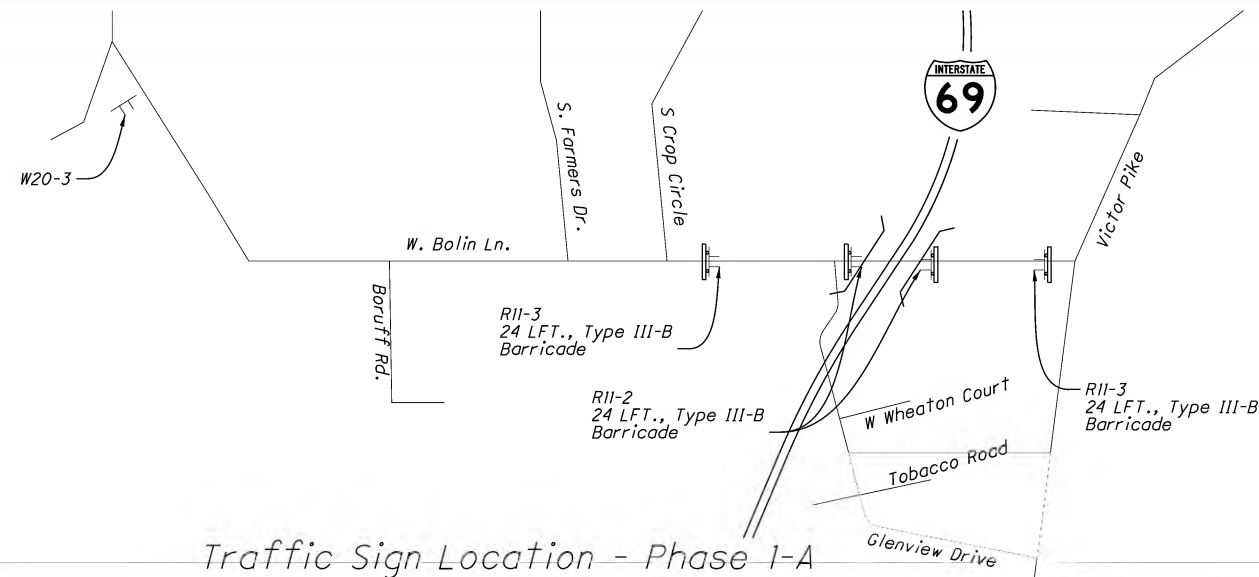 INTERSTATE
69
W20-3
S. Farmers Dr.
S Crop Circle
Victor Pike
W. Bolin Ln.
Boruff Rd.
R11-3
24 LFT., Type III-B
Barricade
R11-2
24 LFT., Type III-B
Barricade
W Wheaton Court
R11-3
24 LFT., Type III-B
Barricade
Tobacco Road
Glenview Drive
Traffic Sign Location - Phase 1-A